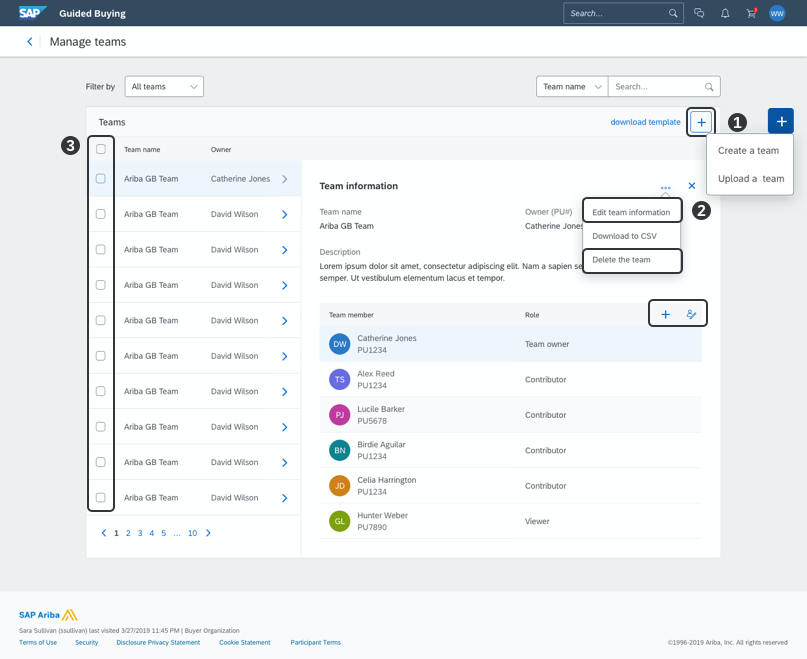 SAP Guided Buying Search... WW
Manage teams
Filter by All teams Team name Search...
Teams download template + 1 +
Create a team
Upload a team
3
Team name Owner
Ariba GB Team Catherine Jones
Ariba GB Team David Wilson
Ariba GB Team David Wilson
Ariba GB Team David Wilson
Ariba GB Team David Wilson
Ariba GB Team David Wilson
Ariba GB Team David Wilson
Ariba GB Team David Wilson
Ariba GB Team David Wilson
Ariba GB Team David Wilson
1 2 3 4 5 ... 10
Team information
Team name Owner (PU#)
Ariba GB Team Catherine Jones
Edit team information 2
Download to CSV
Delete the team
Description
Lorem ipsum dolor sit amet, consectetur adipiscing elit. Nam a sapien se
semper. Ut vestibulum elementum lacus et tempor.
Team member Role +
DW Catherine Jones
PU1234 Team owner
TS Alex Reed
PU1234 Contributor
PJ Lucile Barker
PU5678 Contributor
BN Birdie Aguilar
PU1234 Contributor
JD Celia Harrington
PU1234 Contributor
GL Hunter Weber
PU7890 Viewer
SAP Ariba
Sara Sullivan (ssullivan) last visited 3/27/2019 11:45 PM | Buyer Organization
Terms of Use Security Disclosure Privacy Statement Cookie Statement Participant Terms ©1996-2019 Ariba, Inc. All rights reserved